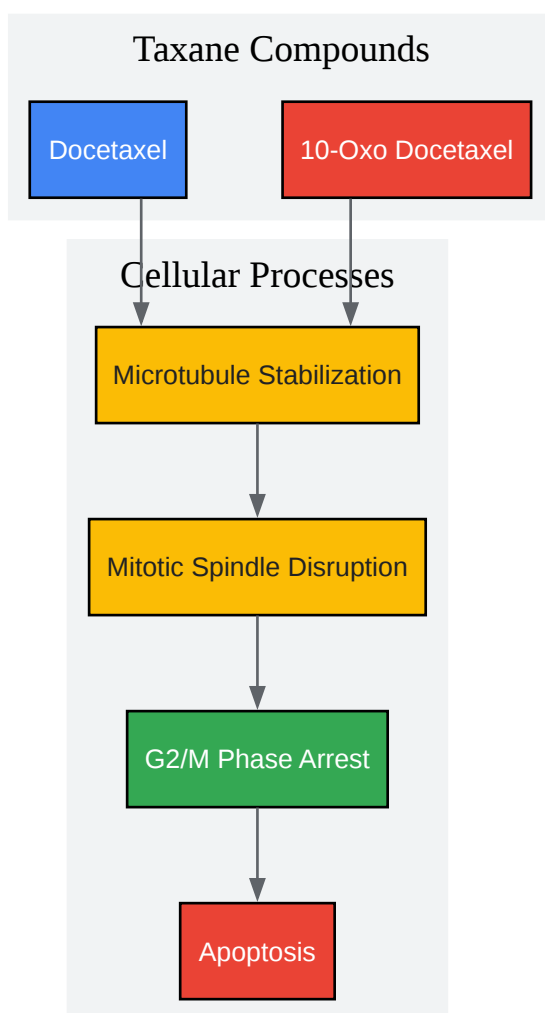 Taxane Compounds
Docetaxel
10-Oxo Docetaxel
Cellular Processes
Microtubule Stabilization
Mitotic Spindle Disruption
G2/M Phase Arrest
Apoptosis